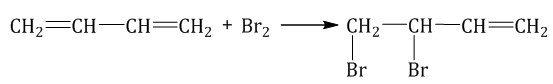 CH₂=CH—CH=CH₂ + Br₂ ⟶ CH₂—CH—CH=CH₂
Br Br